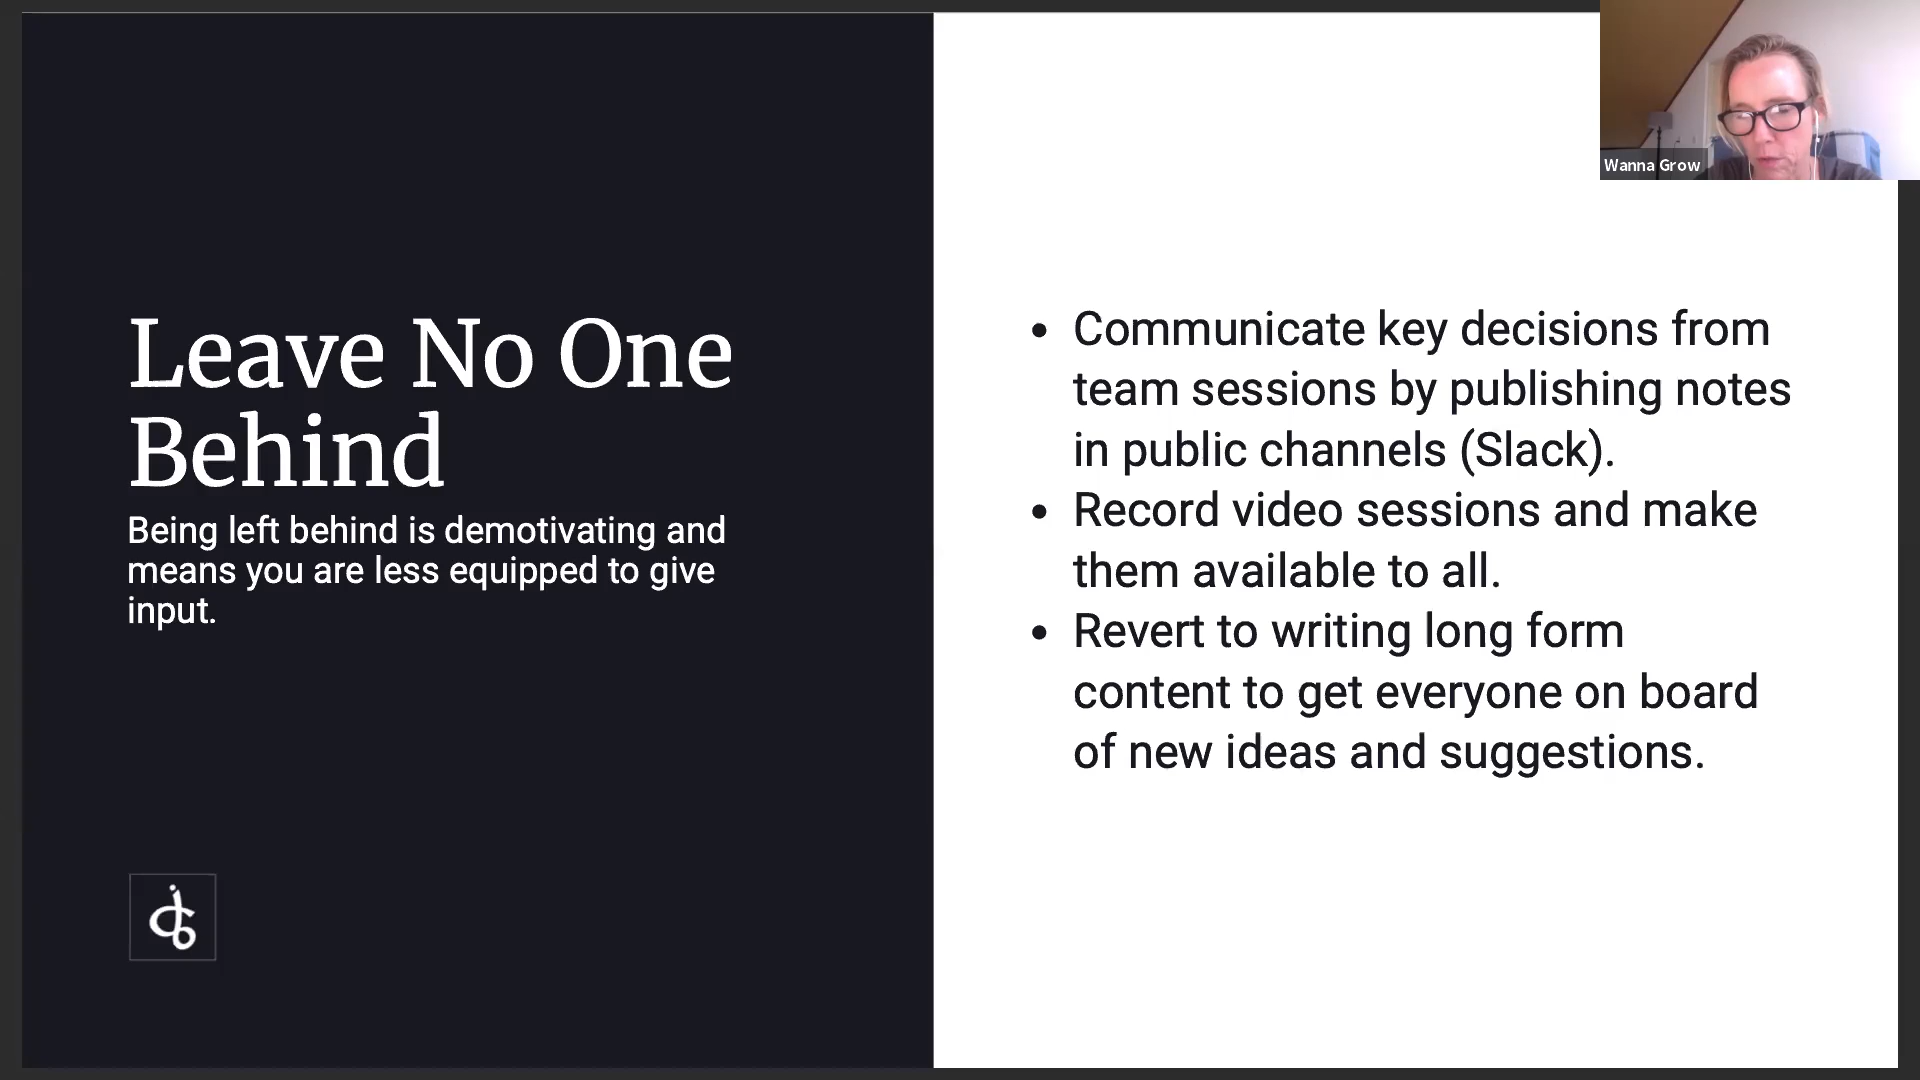 Leave No One
Behind
Being left behind is demotivating and
means you are less equipped to give
input.
• Communicate key decisions from
team sessions by publishing notes
in public channels (Slack).
• Record video sessions and make
them available to all.
• Revert to writing long form
content to get everyone on board
of new ideas and suggestions.
Wanna Grow